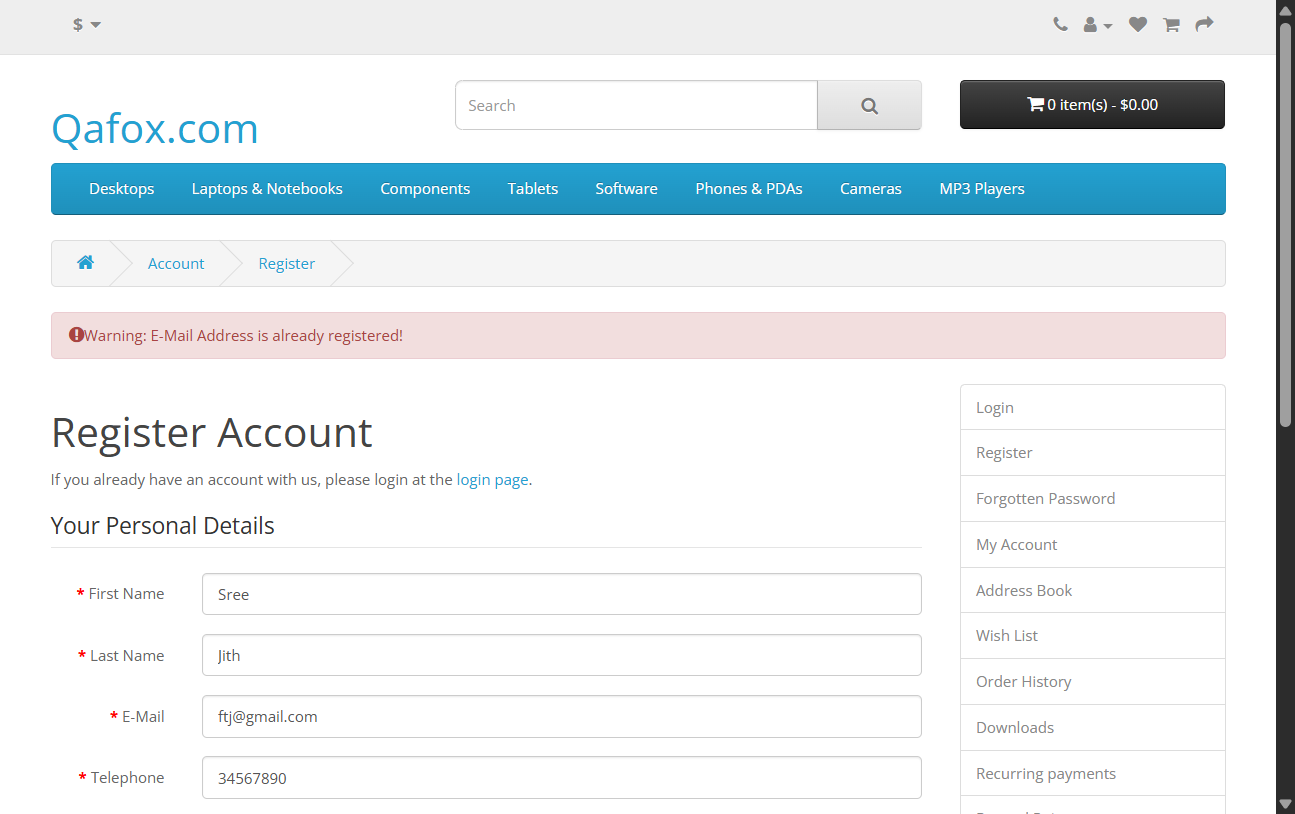 $
Search
0 item(s) - $0.00
Qafox.com
Desktops Laptops & Notebooks Components Tablets Software Phones & PDAs Cameras MP3 Players
Account Register
Warning: E-Mail Address is already registered!
Register Account
If you already have an account with us, please login at the login page.
Your Personal Details
* First Name Sree
* Last Name Jith
* E-Mail ftj@gmail.com
* Telephone 34567890
Login
Register
Forgotten Password
My Account
Address Book
Wish List
Order History
Downloads
Recurring payments